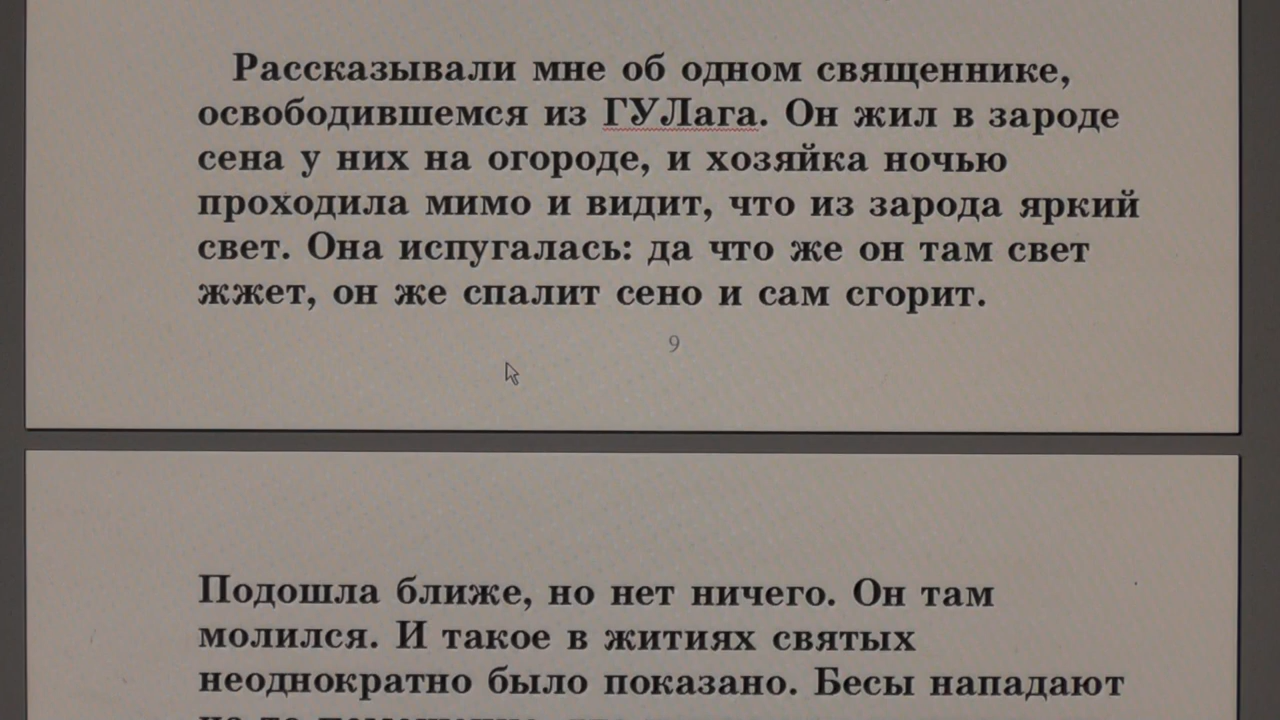 Рассказывали мне об одном священнике,
освободившемся из ГУЛага. Он жил в зароде
сена у них на огороде, и хозяйка ночью
проходила мимо и видит, что из зарода яркий
свет. Она испугалась: да что же он там свет
жжет, он же спалит сено и сам сгорит.
9
Подошла ближе, но нет ничего. Он там
молился. И такое в житиях святых
неоднократно было показано. Бесы нападают